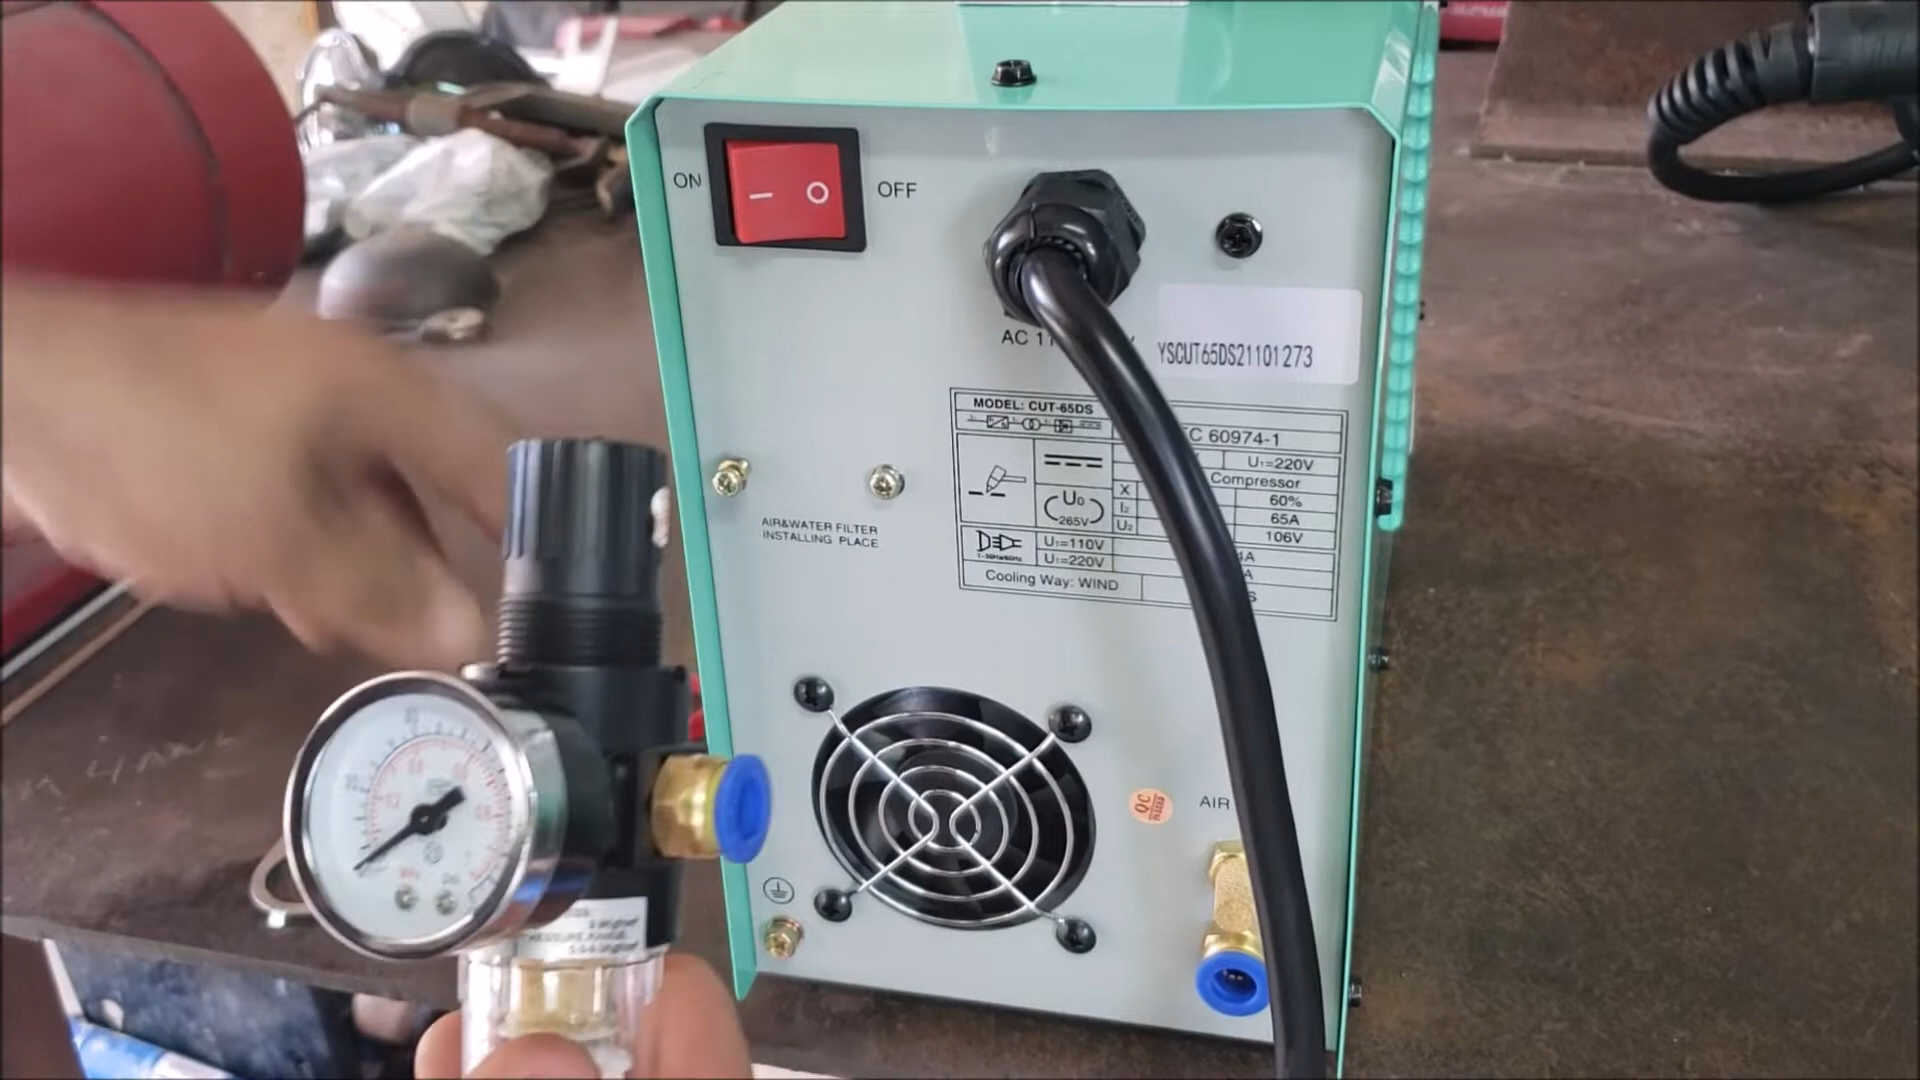 ON
OFF
AC 11
YSCUT65DS21101273
MODEL: CUT-65DS
C 60974-1
U₁=220V
Compressor
X
60%
I₂
65A
U₂
106V
U₀
265V
U₁=110V
U₁=220V
Cooling Way: WIND
AIR&WATER FILTER
INSTALLING PLACE
QC
AIR